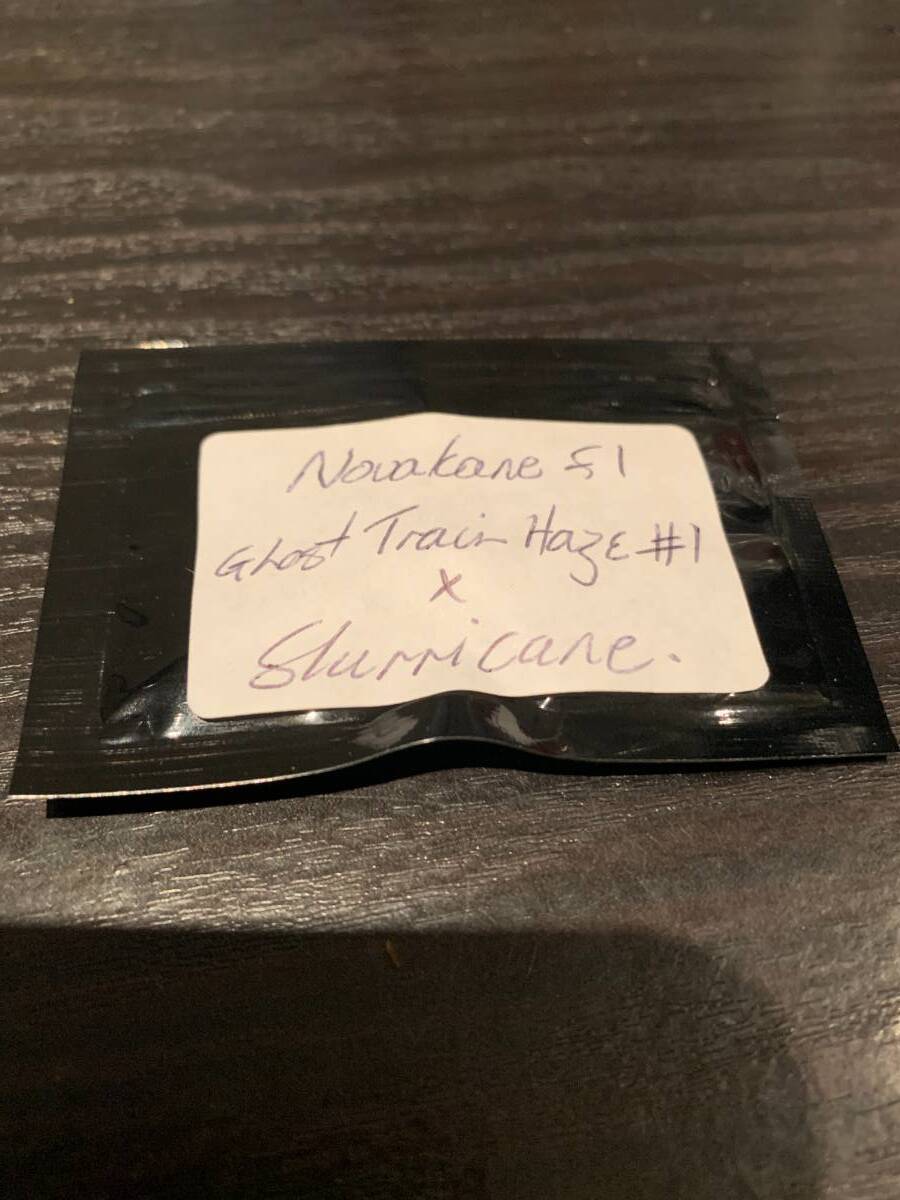 Novakane F1
Ghost Train Haze #1
X
Slurricane.